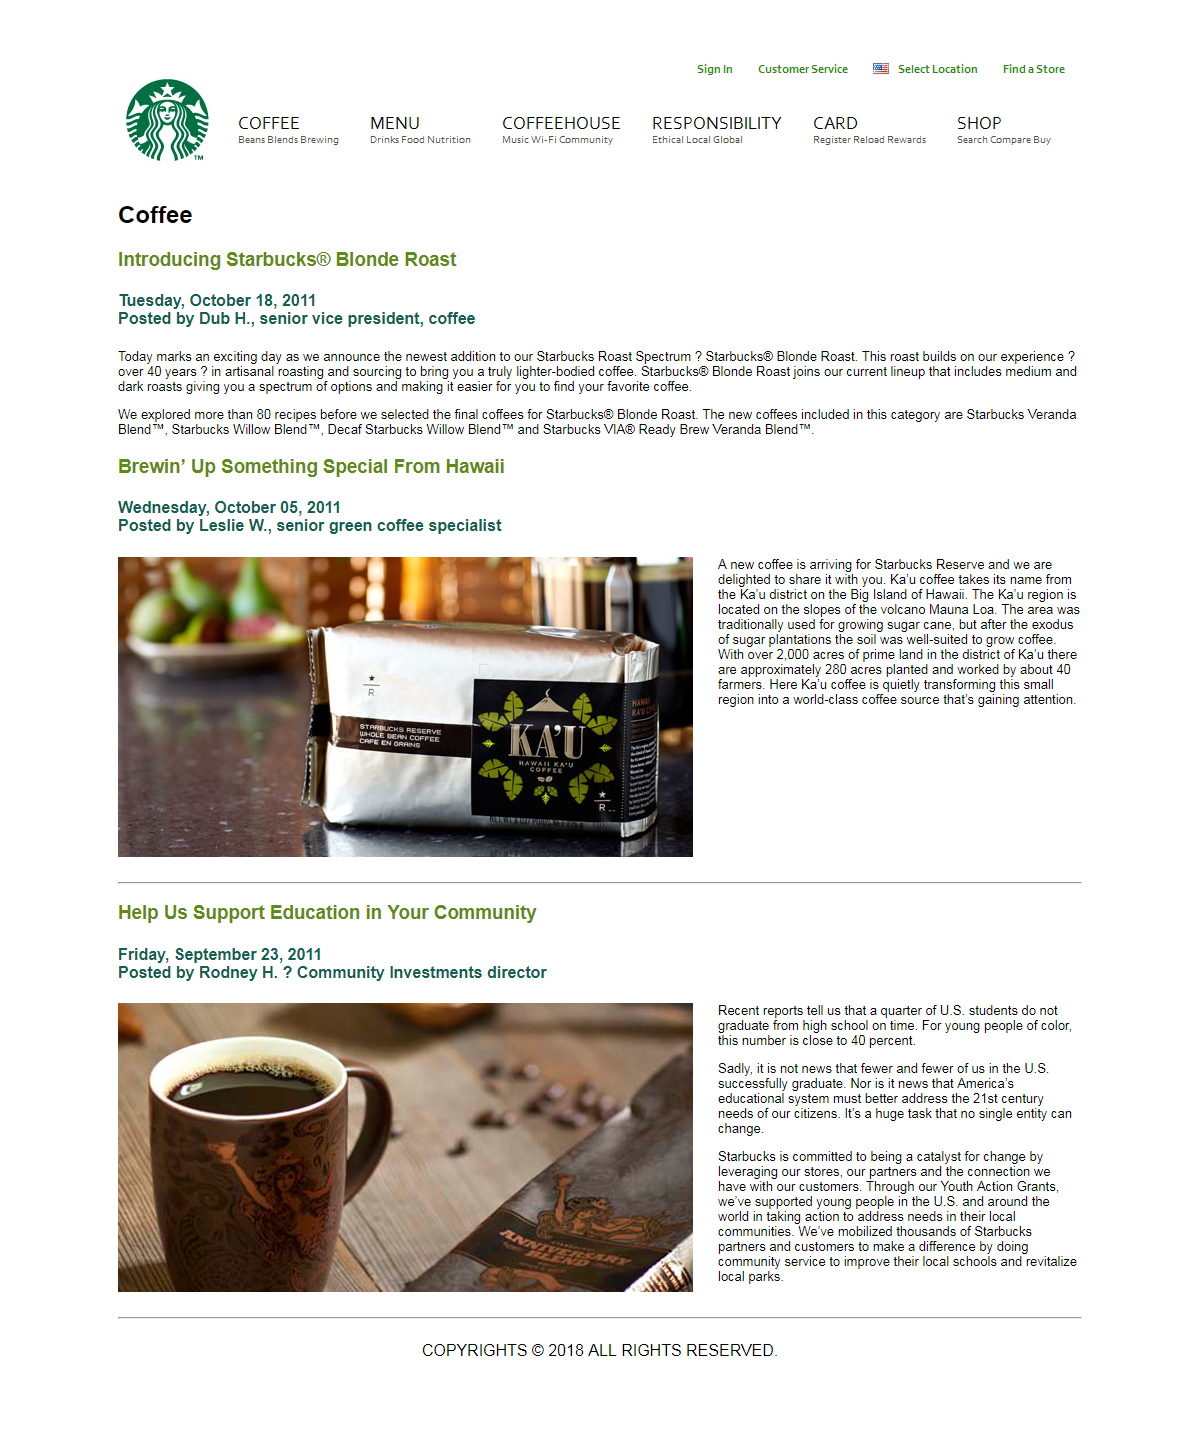 Sign In Customer Service Select Location Find a Store
COFFEE MENU COFFEEHOUSE RESPONSIBILITY CARD SHOP
Beans Blends Brewing Drinks Food Nutrition Music Wi-Fi Community Ethical Local Global Register Reload Rewards Search Compare Buy
TM
Coffee
Introducing Starbucks® Blonde Roast
Tuesday, October 18, 2011
Posted by Dub H., senior vice president, coffee
Today marks an exciting day as we announce the newest addition to our Starbucks Roast Spectrum ? Starbucks® Blonde Roast. This roast builds on our experience ?
over 40 years ? in artisanal roasting and sourcing to bring you a truly lighter-bodied coffee. Starbucks® Blonde Roast joins our current lineup that includes medium and
dark roasts giving you a spectrum of options and making it easier for you to find your favorite coffee.
We explored more than 80 recipes before we selected the final coffees for Starbucks® Blonde Roast. The new coffees included in this category are Starbucks Veranda
Blend™, Starbucks Willow Blend™, Decaf Starbucks Willow Blend™ and Starbucks VIA® Ready Brew Veranda Blend™.
Brewin’ Up Something Special From Hawaii
Wednesday, October 05, 2011
Posted by Leslie W., senior green coffee specialist
R
STARBUCKS RESERVE
WHOLE BEAN COFFEE
CAFE EN GRAINS
KA'U
HAWAII KA'U
COFFEE
R
HAWAII
A new coffee is arriving for Starbucks Reserve and we are
delighted to share it with you. Ka’u coffee takes its name from
the Ka’u district on the Big Island of Hawaii. The Ka’u region is
located on the slopes of the volcano Mauna Loa. The area was
traditionally used for growing sugar cane, but after the exodus
of sugar plantations the soil was well-suited to grow coffee.
With over 2,000 acres of prime land in the district of Ka’u there
are approximately 280 acres planted and worked by about 40
farmers. Here Ka’u coffee is quietly transforming this small
region into a world-class coffee source that’s gaining attention.
Help Us Support Education in Your Community
Friday, September 23, 2011
Posted by Rodney H. ? Community Investments director
ANNIVERSARY
BLEND
Recent reports tell us that a quarter of U.S. students do not
graduate from high school on time. For young people of color,
this number is close to 40 percent.
Sadly, it is not news that fewer and fewer of us in the U.S.
successfully graduate. Nor is it news that America’s
educational system must better address the 21st century
needs of our citizens. It’s a huge task that no single entity can
change.
Starbucks is committed to being a catalyst for change by
leveraging our stores, our partners and the connection we
have with our customers. Through our Youth Action Grants,
we’ve supported young people in the U.S. and around the
world in taking action to address needs in their local
communities. We’ve mobilized thousands of Starbucks
partners and customers to make a difference by doing
community service to improve their local schools and revitalize
local parks.
COPYRIGHTS © 2018 ALL RIGHTS RESERVED.